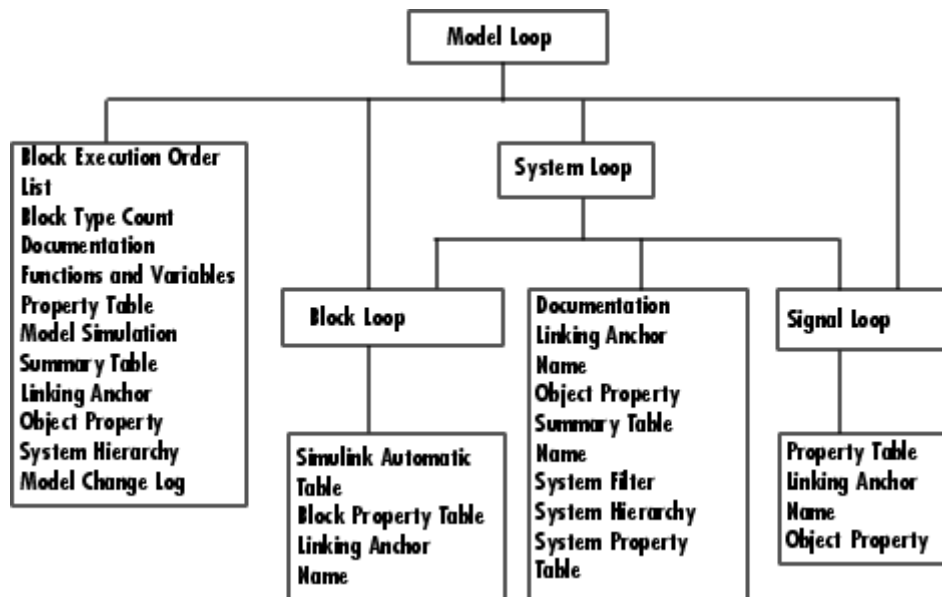 Model Loop
Block Execution Order
List
Block Type Count
Documentation
Functions and Variables
Property Table
Model Simulation
Summary Table
Linking Anchor
Object Property
System Hierarchy
Model Change Log
System Loop
Block Loop
Simulink Automatic
Table
Block Property Table
Linking Anchor
Name
Documentation
Linking Anchor
Name
Object Property
Summary Table
Name
System Filter
System Hierarchy
System Property
Table
Signal Loop
Property Table
Linking Anchor
Name
Object Property